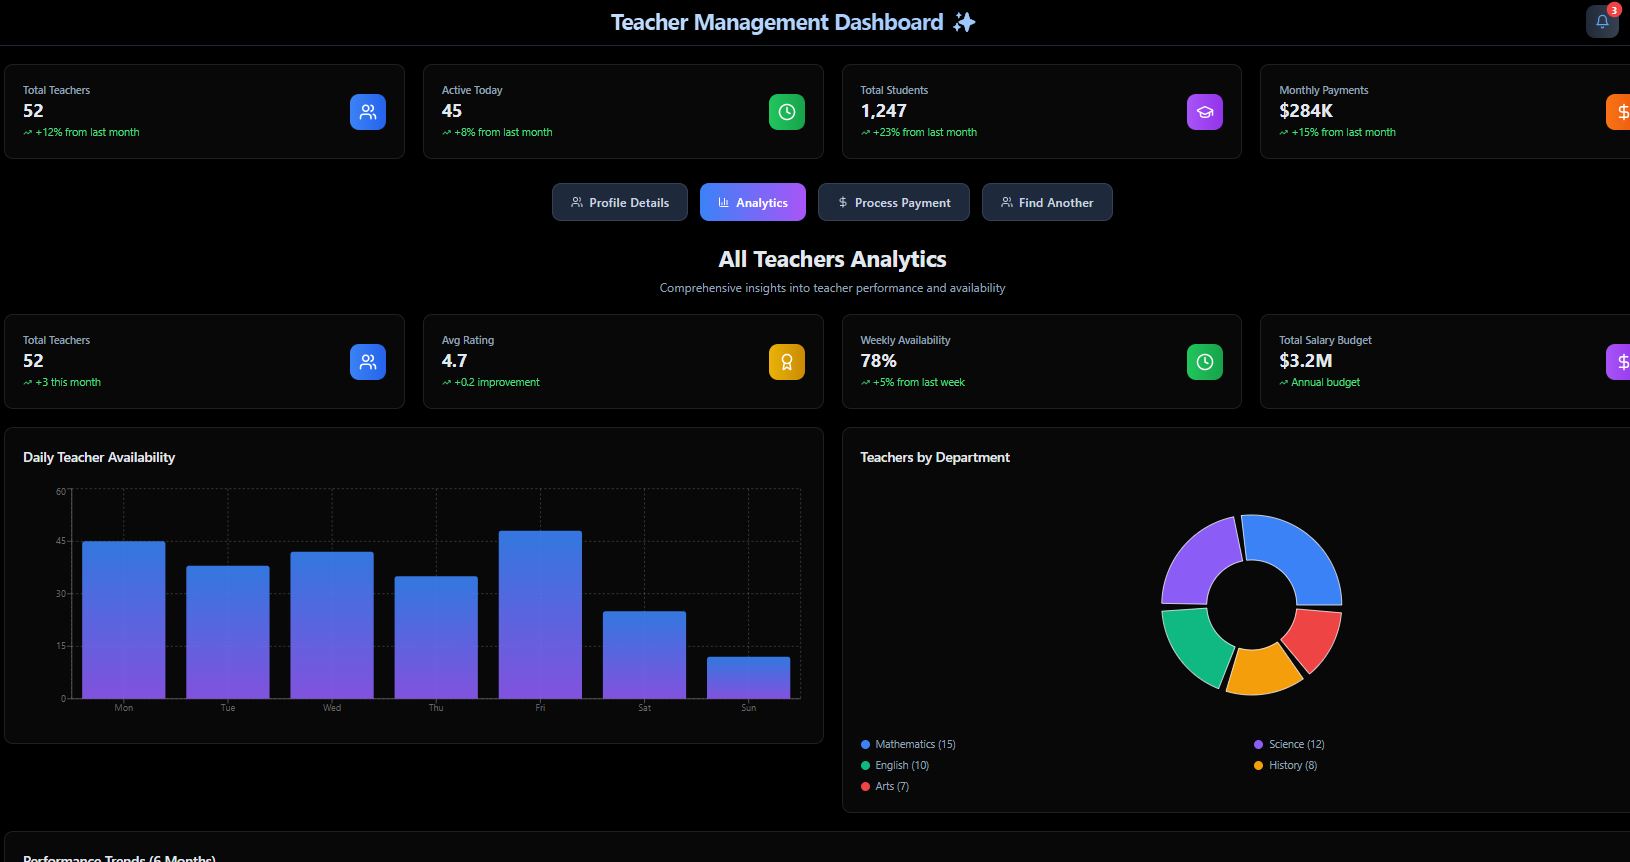 Teacher Management Dashboard ✨
3
Total Teachers
52
+12% from last month
Active Today
45
+8% from last month
Total Students
1,247
+23% from last month
Monthly Payments
$284K
+15% from last month
Profile Details
Analytics
Process Payment
Find Another
All Teachers Analytics
Comprehensive insights into teacher performance and availability
Total Teachers
52
+3 this month
Avg Rating
4.7
+0.2 improvement
Weekly Availability
78%
+5% from last week
Total Salary Budget
$3.2M
Annual budget
Daily Teacher Availability
60
45
30
15
0
Mon Tue Wed Thu Fri Sat Sun
Teachers by Department
Mathematics (15)
Science (12)
English (10)
History (8)
Arts (7)
Performance Trends (6 Months)